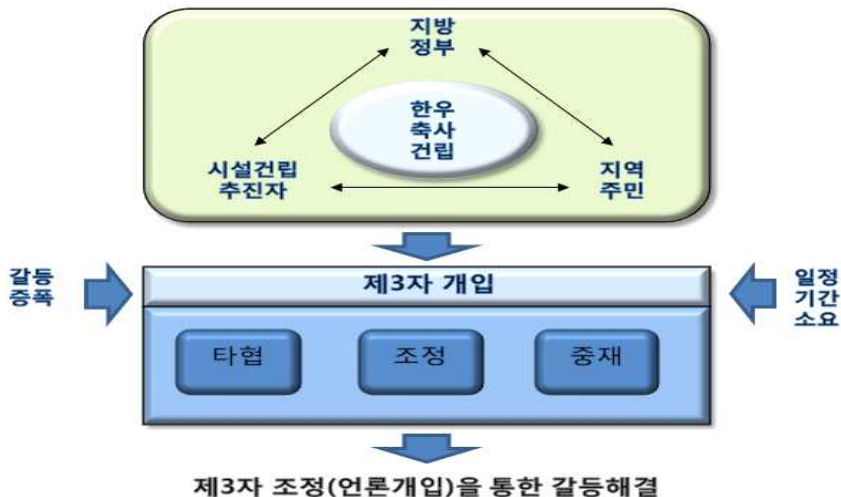 지방
정부
한우
축사
건립
시설건립
추진자
지역
주민
갈등
증폭
제3자 개입
일정
기간
소요
타협
조정
중재
제3자 조정(언론개입)을 통한 갈등해결